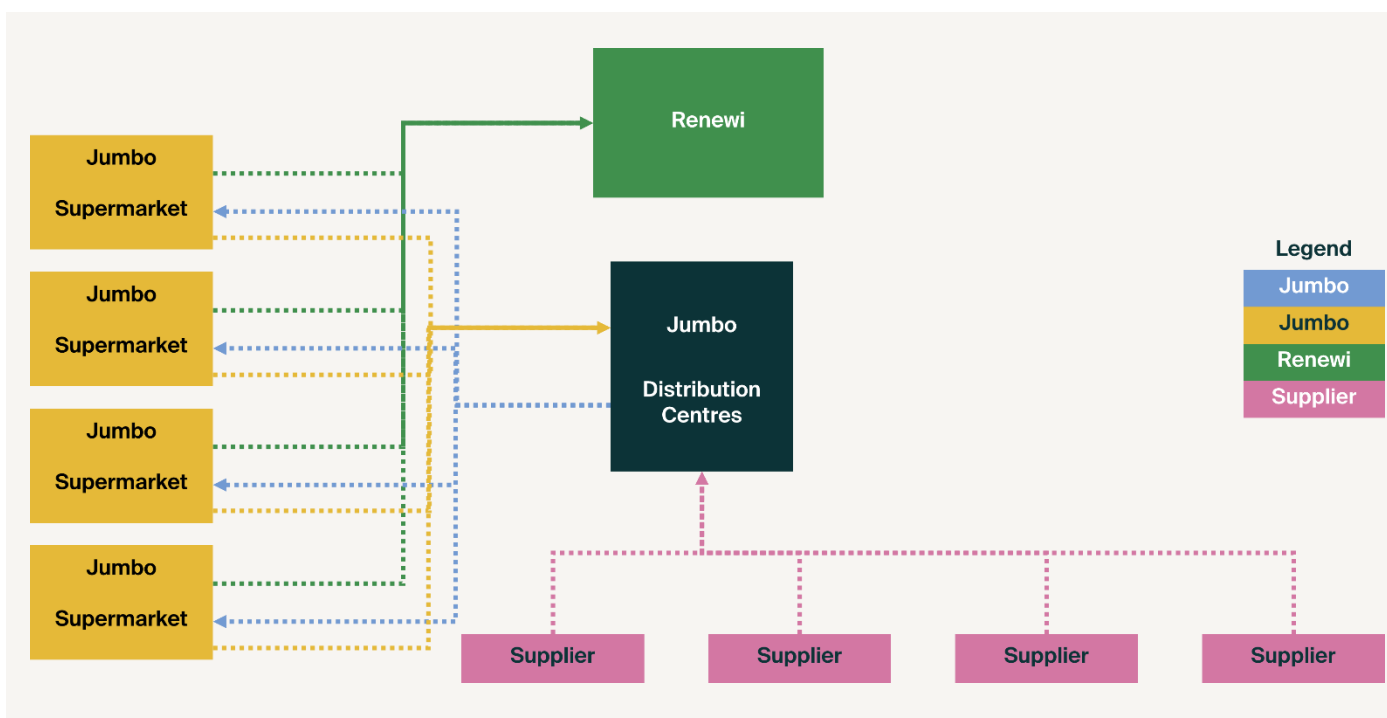 Renewi
Jumbo
Supermarket
Jumbo
Supermarket
Jumbo
Supermarket
Jumbo
Supermarket
Jumbo
Distribution
Centres
Legend
Jumbo
Jumbo
Renewi
Supplier
Supplier
Supplier
Supplier
Supplier